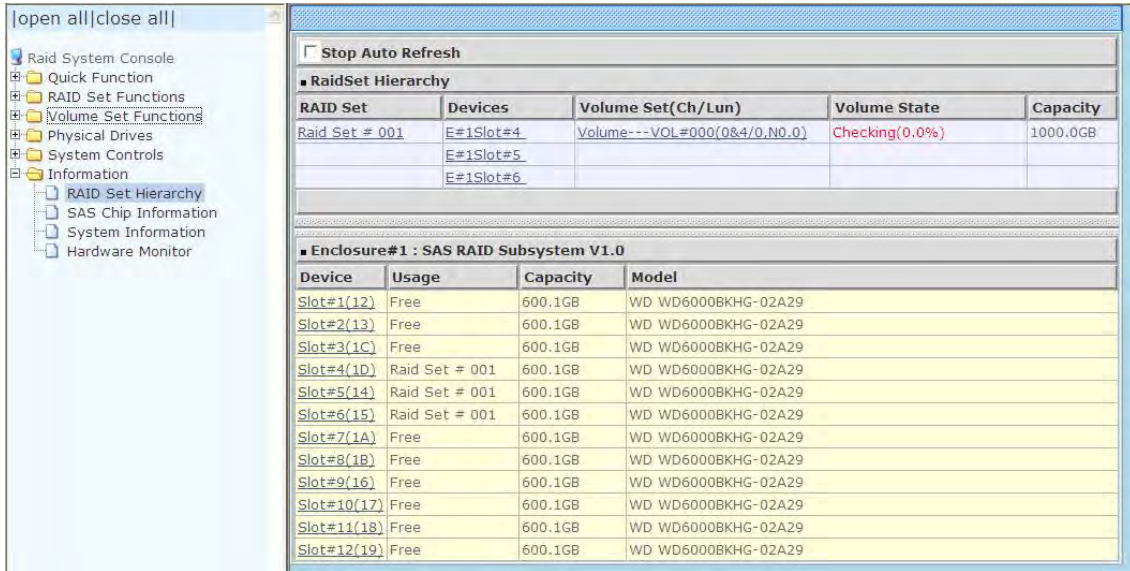 |open all|close all|
Raid System Console
Quick Function
RAID Set Functions
Volume Set Functions
Physical Drives
System Controls
Information
RAID Set Hierarchy
SAS Chip Information
System Information
Hardware Monitor
Stop Auto Refresh
RaidSet Hierarchy
RAID Set Devices Volume Set(Ch/Lun) Volume State Capacity
Raid Set # 001 E#1Slot#4 Volume---VOL#000(0&4/0,N0.0) Checking(0.0%) 1000.0GB
E#1Slot#5
E#1Slot#6
Enclosure#1 : SAS RAID Subsystem V1.0
Device Usage Capacity Model
Slot#1(12) Free 600.1GB WD WD6000BKHG-02A29
Slot#2(13) Free 600.1GB WD WD6000BKHG-02A29
Slot#3(1C) Free 600.1GB WD WD6000BKHG-02A29
Slot#4(1D) Raid Set # 001 600.1GB WD WD6000BKHG-02A29
Slot#5(14) Raid Set # 001 600.1GB WD WD6000BKHG-02A29
Slot#6(15) Raid Set # 001 600.1GB WD WD6000BKHG-02A29
Slot#7(1A) Free 600.1GB WD WD6000BKHG-02A29
Slot#8(1B) Free 600.1GB WD WD6000BKHG-02A29
Slot#9(16) Free 600.1GB WD WD6000BKHG-02A29
Slot#10(17) Free 600.1GB WD WD6000BKHG-02A29
Slot#11(18) Free 600.1GB WD WD6000BKHG-02A29
Slot#12(19) Free 600.1GB WD WD6000BKHG-02A29